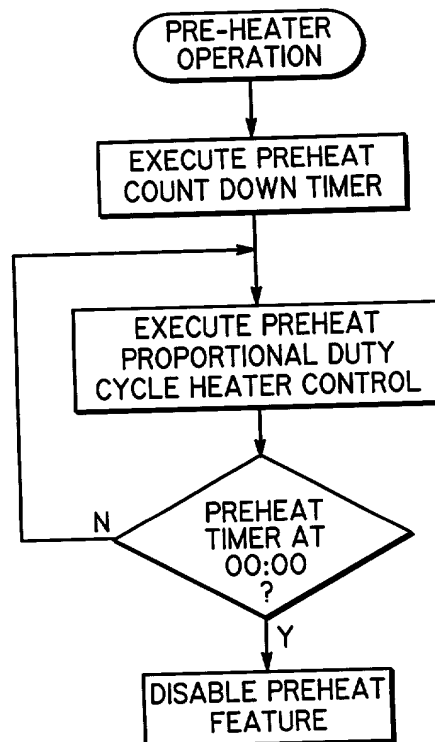 PRE-HEATER
OPERATION
EXECUTE PREHEAT
COUNT DOWN TIMER
EXECUTE PREHEAT
PROPORTIONAL DUTY
CYCLE HEATER CONTROL
PREHEAT
TIMER AT
00:00
?
N
Y
DISABLE PREHEAT
FEATURE